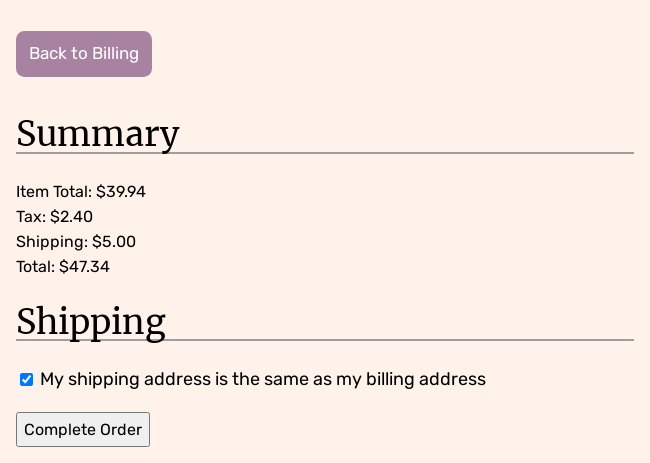 Back to Billing
Summary
Item Total: $39.94
Tax: $2.40
Shipping: $5.00
Total: $47.34
Shipping
My shipping address is the same as my billing address
Complete Order